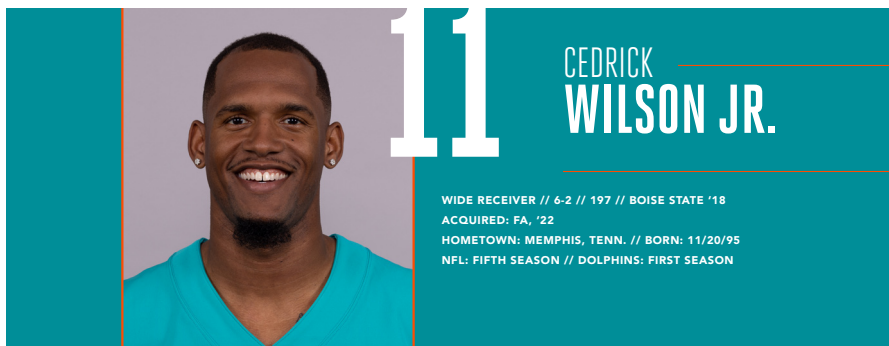 11
CEDRICK
WILSON JR.
WIDE RECEIVER // 6-2 // 197 // BOISE STATE ’18
ACQUIRED: FA, ’22
HOMETOWN: MEMPHIS, TENN. // BORN: 11/20/95
NFL: FIFTH SEASON // DOLPHINS: FIRST SEASON